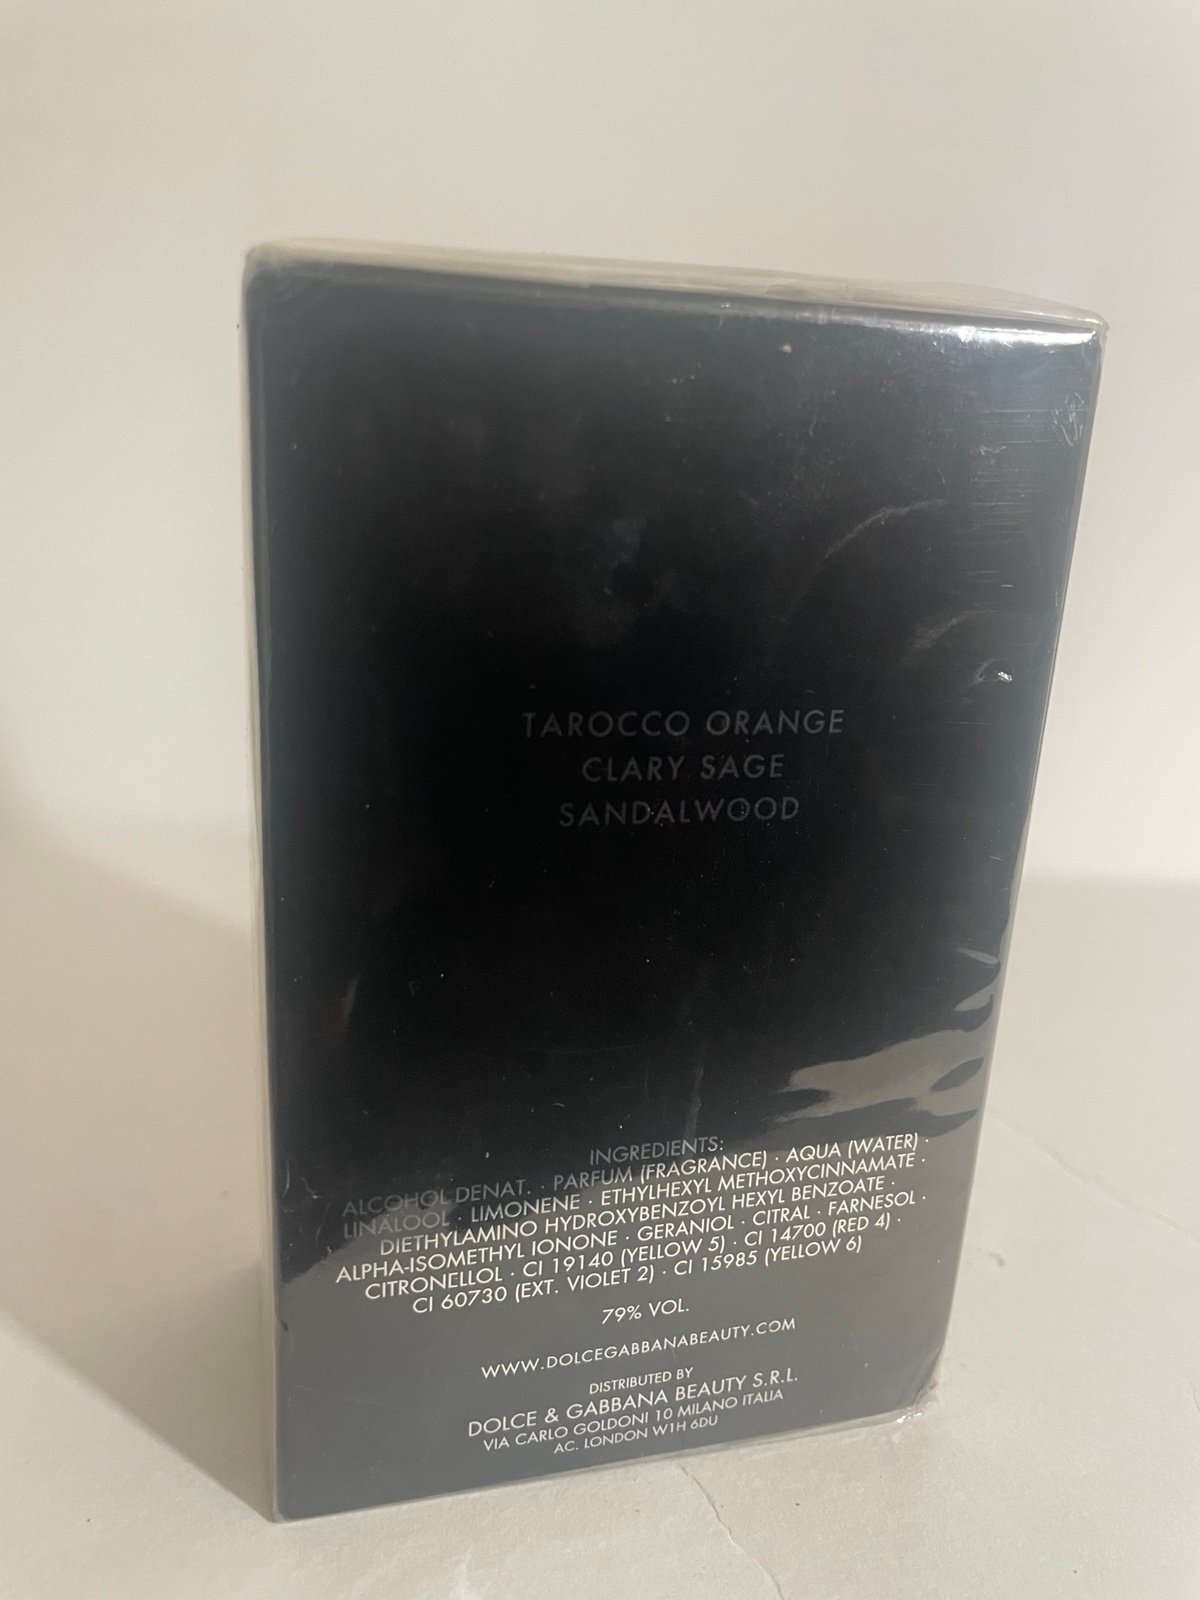 TAROCCO ORANGE
CLARY SAGE
SANDALWOOD
INGREDIENTS:
ALCOHOL DENAT. · PARFUM (FRAGRANCE) · AQUA (WATER) ·
LINALOOL · LIMONENE · ETHYLHEXYL METHOXYCINNAMATE ·
DIETHYLAMINO HYDROXYBENZOYL HEXYL BENZOATE ·
ALPHA-ISOMETHYL IONONE · GERANIOL · CITRAL · FARNESOL ·
CITRONELLOL · CI 19140 (YELLOW 5) · CI 14700 (RED 4) ·
CI 60730 (EXT. VIOLET 2) · CI 15985 (YELLOW 6)
79% VOL.
WWW.DOLCEGABBANABEAUTY.COM
DISTRIBUTED BY
DOLCE & GABBANA BEAUTY S.R.L.
VIA CARLO GOLDONI 10 MILANO ITALIA
AC. LONDON W1H 6DU